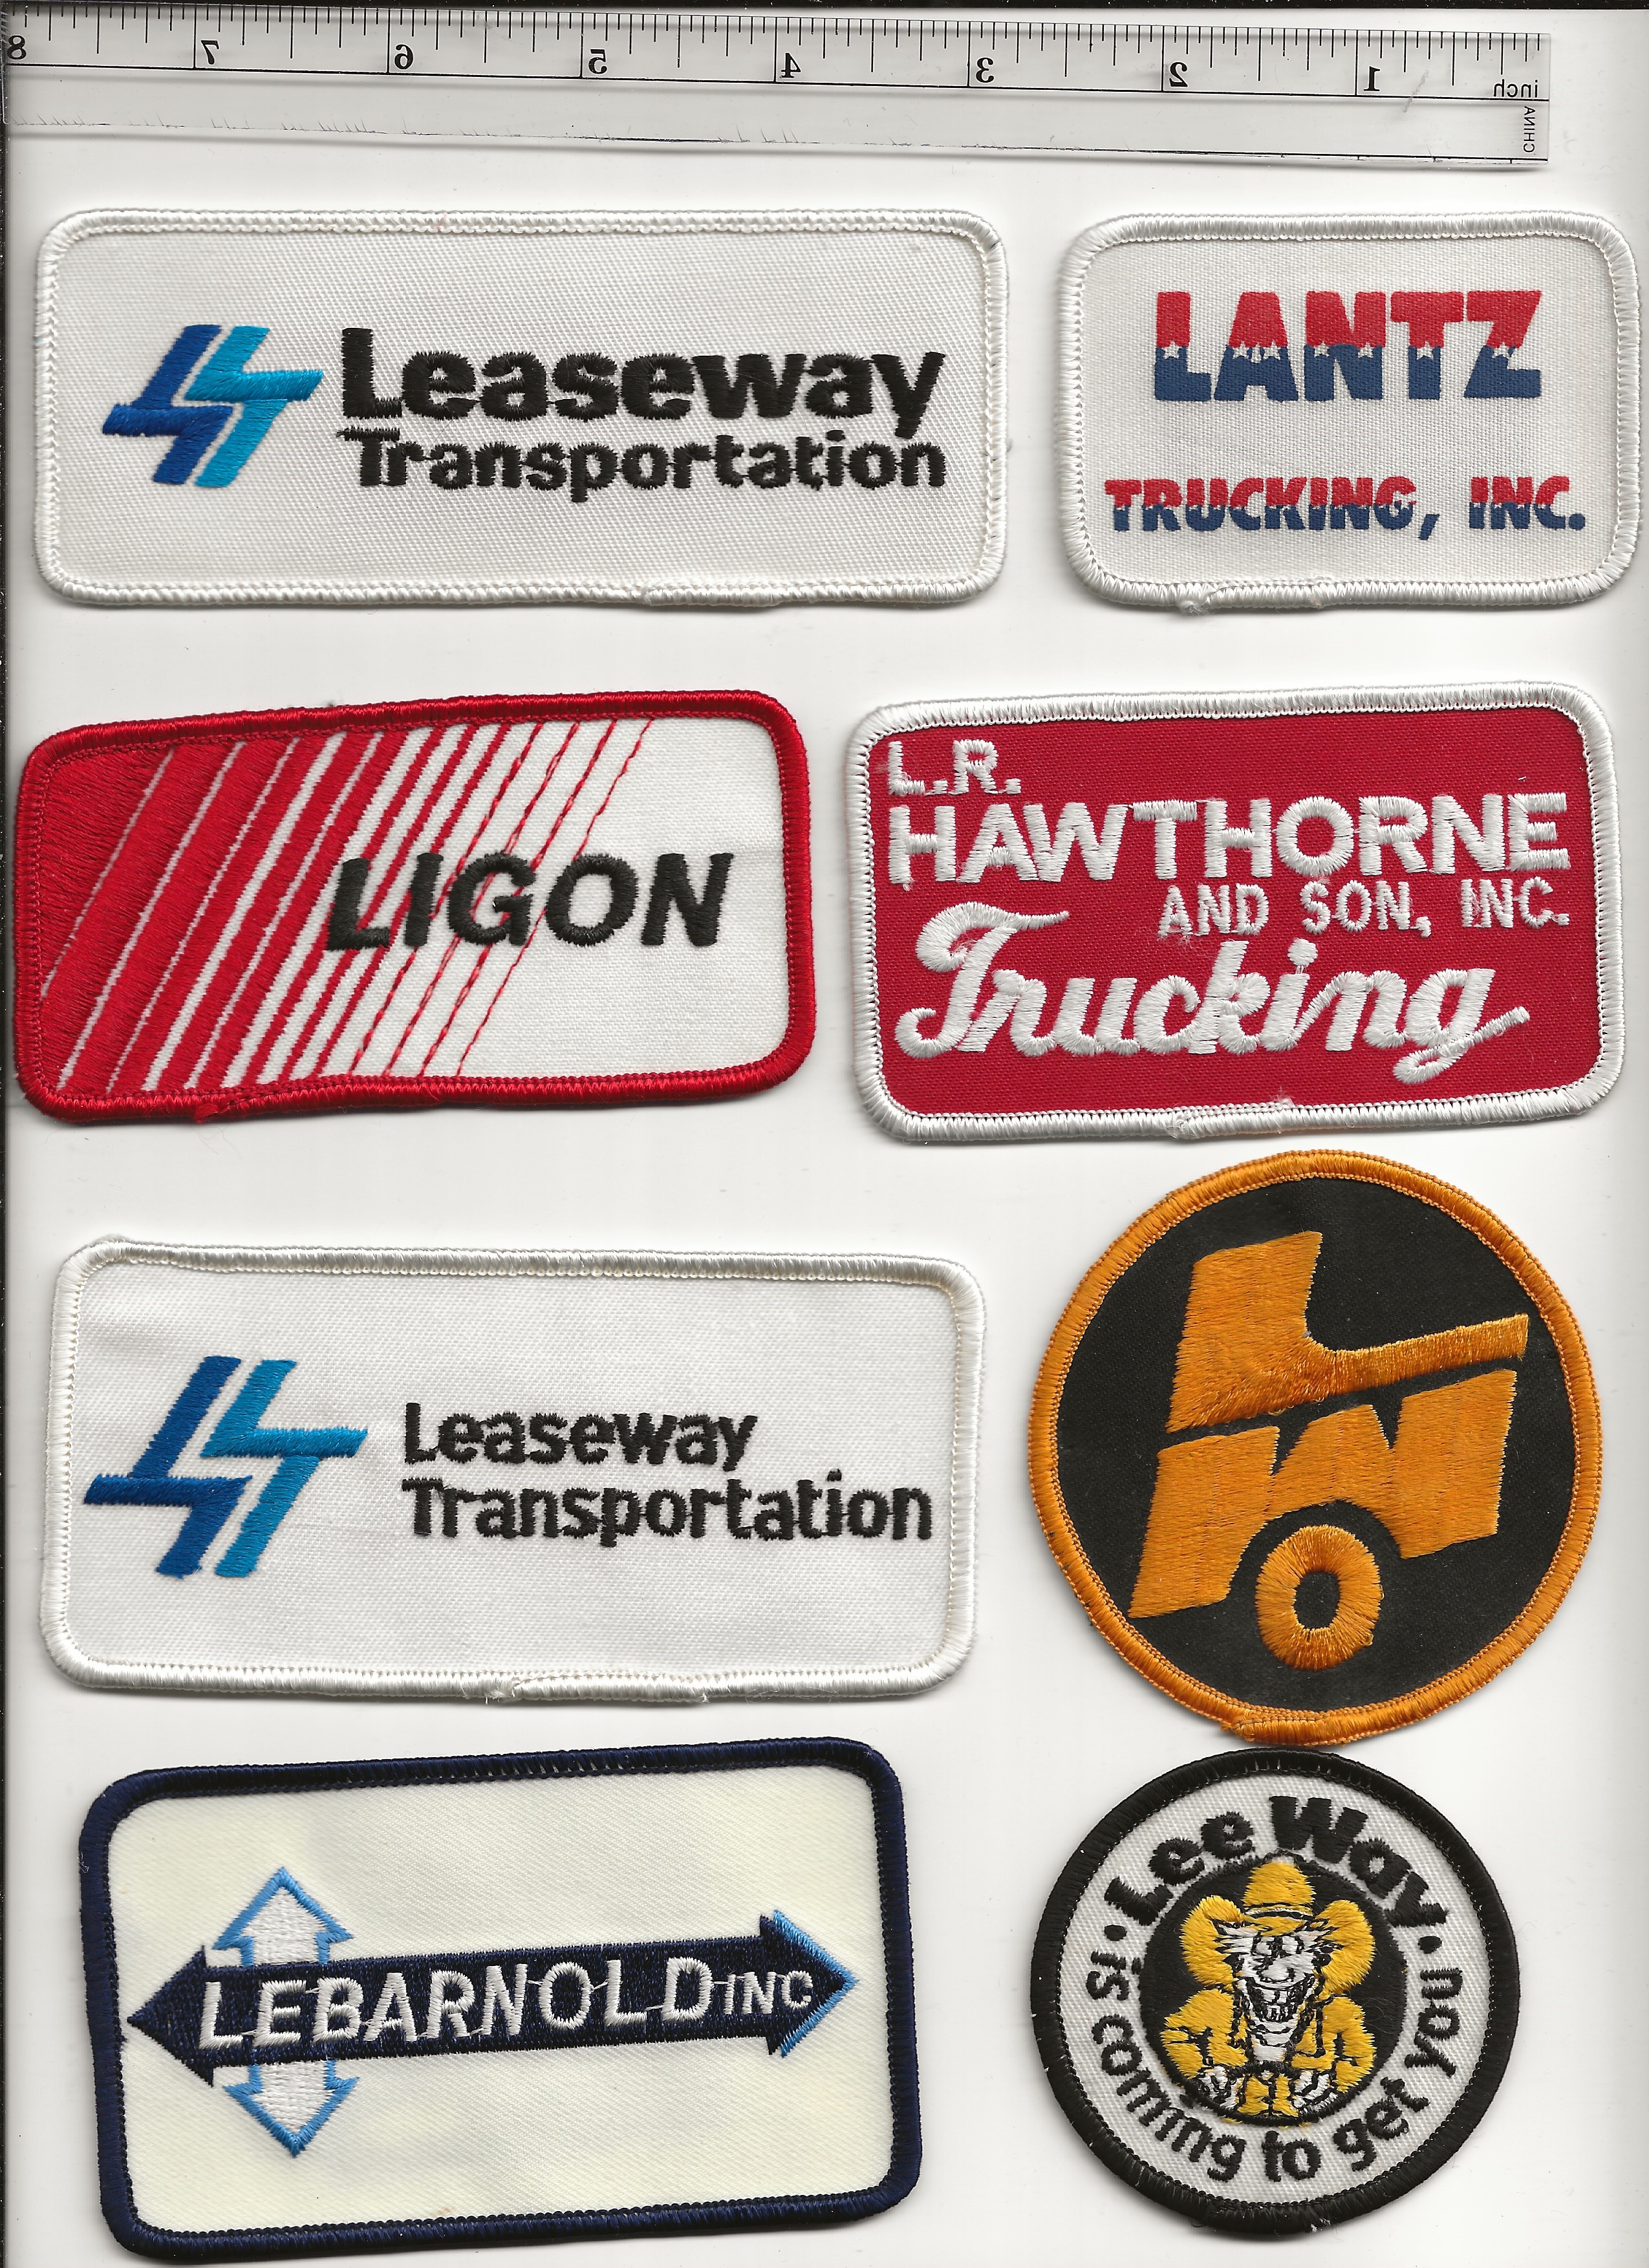 8 7 6 5 4 3 2 1
inch
CHINA
Leaseway
Transportation
LANTZ
TRUCKING, INC.
LIGON
L.R.
HAWTHORNE
AND SON, INC.
Trucking
Leaseway
Transportation
LWO
LEBARNOLD INC
• Lee Way •
is coming to get you